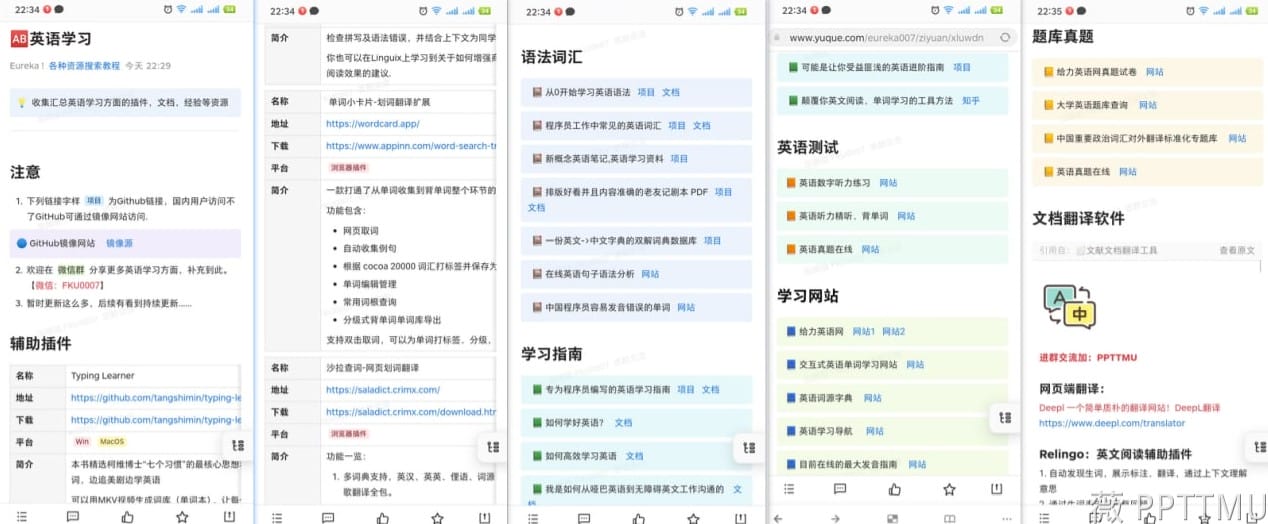 22:34
英语学习
Eureka! 各种资源搜索教程 今天 22:29
收集汇总英语学习方面的插件，文档，经验等资源
注意
1. 下列链接字样 项目 为Github链接，国内用户访问不
了GitHub可通过镜像网站访问.
GitHub镜像网站 镜像源
2. 欢迎在 微信群 分享更多英语学习方面，补充到此。
【微信：FKU0007】
3. 暂时更新这么多，后续有看到持续更新......
辅助插件
名称 Typing Learner
地址 https://github.com/tangshimin/typing-le
下载 https://github.com/tangshimin/typing-le
平台 Win MacOS
简介 本书精选柯维博士“七个习惯”的最核心思想
词，边追美剧边学英语
可以用MKV视频生成词库（单词本），让每
22:34
简介 检查拼写及语法错误，并结合上下文为同学
你也可以在Linguix上学习到关于如何增强
阅读效果的建议.
名称 单词小卡片-划词翻译扩展
地址 https://wordcard.app/
下载 https://www.appinn.com/word-search-tr
平台 浏览器插件
简介 一款打通了从单词收集到背单词整个环节的
功能包含：
网页取词
自动收集例句
根据 cocoa 20000 词汇打标签并保存为
单词编辑管理
常用词根查询
分级式背单词单词库导出
支持双击取词，可以为单词打标签，分级，
名称 沙拉查词-网页划词翻译
地址 https://saladict.crimx.com/
下载 https://saladict.crimx.com/download.htr
平台 浏览器插件
简介 功能一览：
1. 多词典支持，英汉，英英，俚语，词源
歌翻译全包。
22:34
语法词汇
从0开始学习英语语法 项目 文档
程序员工作中常见的英语词汇 项目 文档
新概念英语笔记,英语学习资料 项目
排版好看并且内容准确的老友记剧本 PDF 项目
文档
一份英文->中文字典的双解词典数据库 项目
在线英语句子语法分析 网站
中国程序员容易发音错误的单词 网站
学习指南
专为程序员编写的英语学习指南 项目 文档
如何学好英语？ 文档
如何高效学习英语 文档
我是如何从哑巴英语到无障碍英文工作沟通的 文
22:34
www.yuque.com/eureka007/ziyuan/xluwdn
可能是让你受益匪浅的英语进阶指南 项目
颠覆你英文阅读，单词学习的工具方法 知乎
英语测试
英语数字听力练习 网站
英语听力精听，背单词 网站
英语真题在线 网站
学习网站
给力英语网 网站1 网站2
交互式英语单词学习网站 网站
英语词源字典 网站
英语学习导航 网站
目前在线的最大发音指南 网站
22:35
题库真题
给力英语网真题试卷 网站
大学英语题库查询 网站
中国重要政治词汇对外翻译标准化专题库 网站
英语真题在线 网站
文档翻译软件
引用自： 文献文档翻译工具 查看原文
A
中
进群交流加：PPTTMU
网页端翻译：
Deepl 一个简单质朴的翻译网站！DeepL翻译
https://www.deepl.com/translator
Relingo：英文阅读辅助插件
1. 自动发现生词，展示标注，翻译，通过上下文理解
意思
薇 PPTTMU